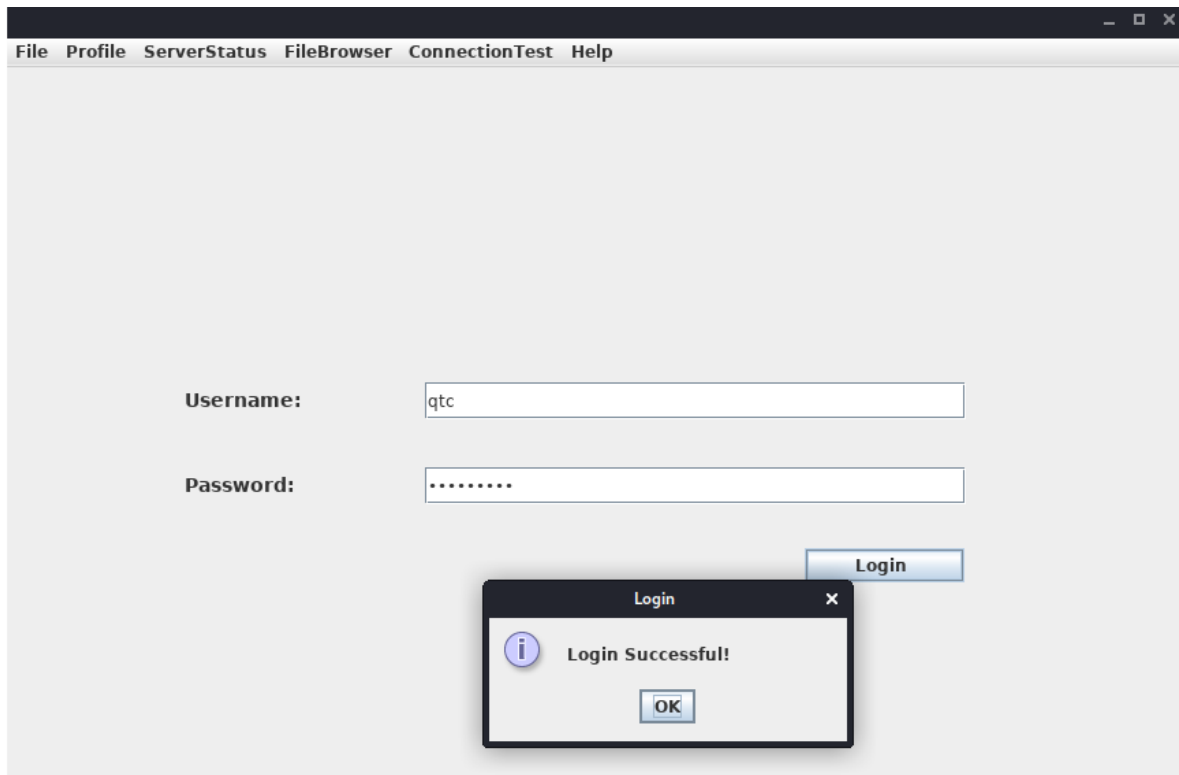 File Profile ServerStatus FileBrowser ConnectionTest Help
Username: qtc
Password: •••••••••
Login
Login
Login Successful!
OK